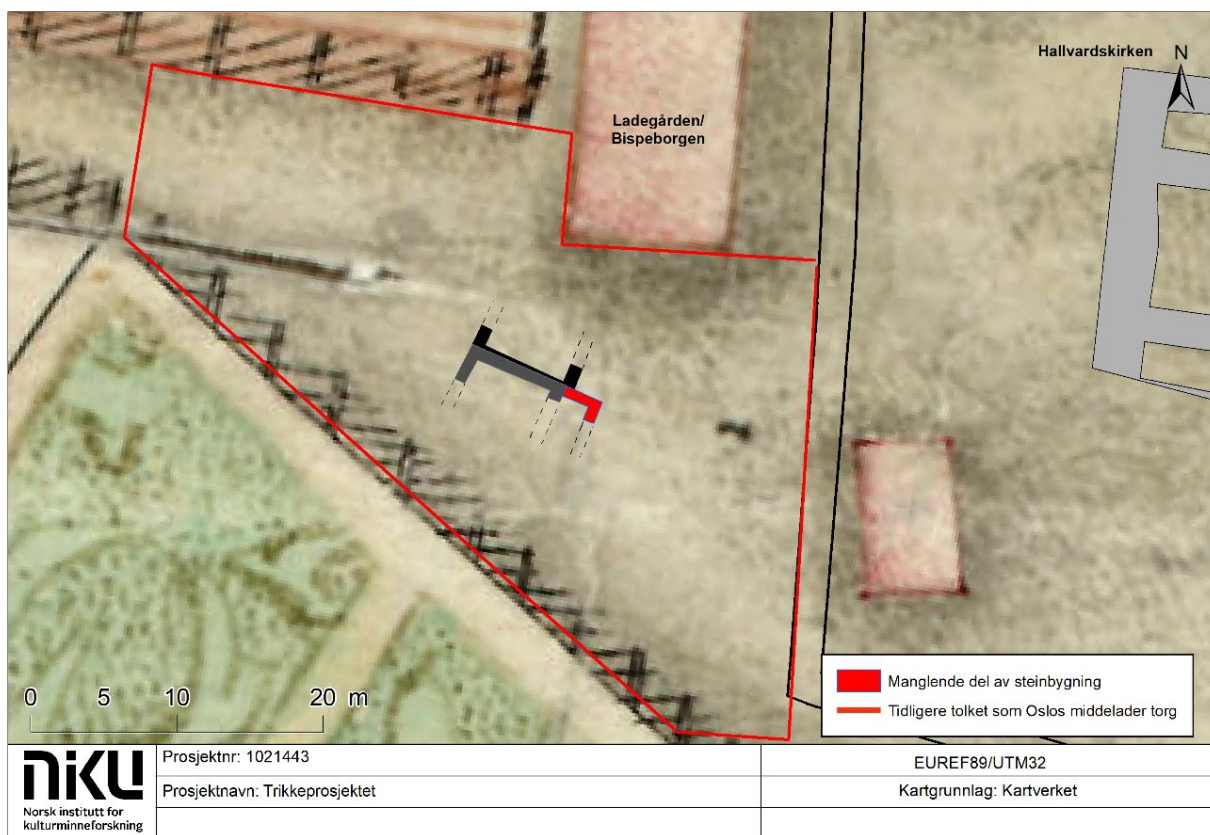 Hallvardskirken
N
Ladegården/
Bispeborgen
0 5 10 20 m
Manglende del av steinbygning
Tidligere tolket som Oslos middelader torg
niku
Norsk institutt for
kulturminneforskning
Prosjektnr: 1021443
Prosjektnavn: Trikkeprosjektet
EUREF89/UTM32
Kartgrunnlag: Kartverket